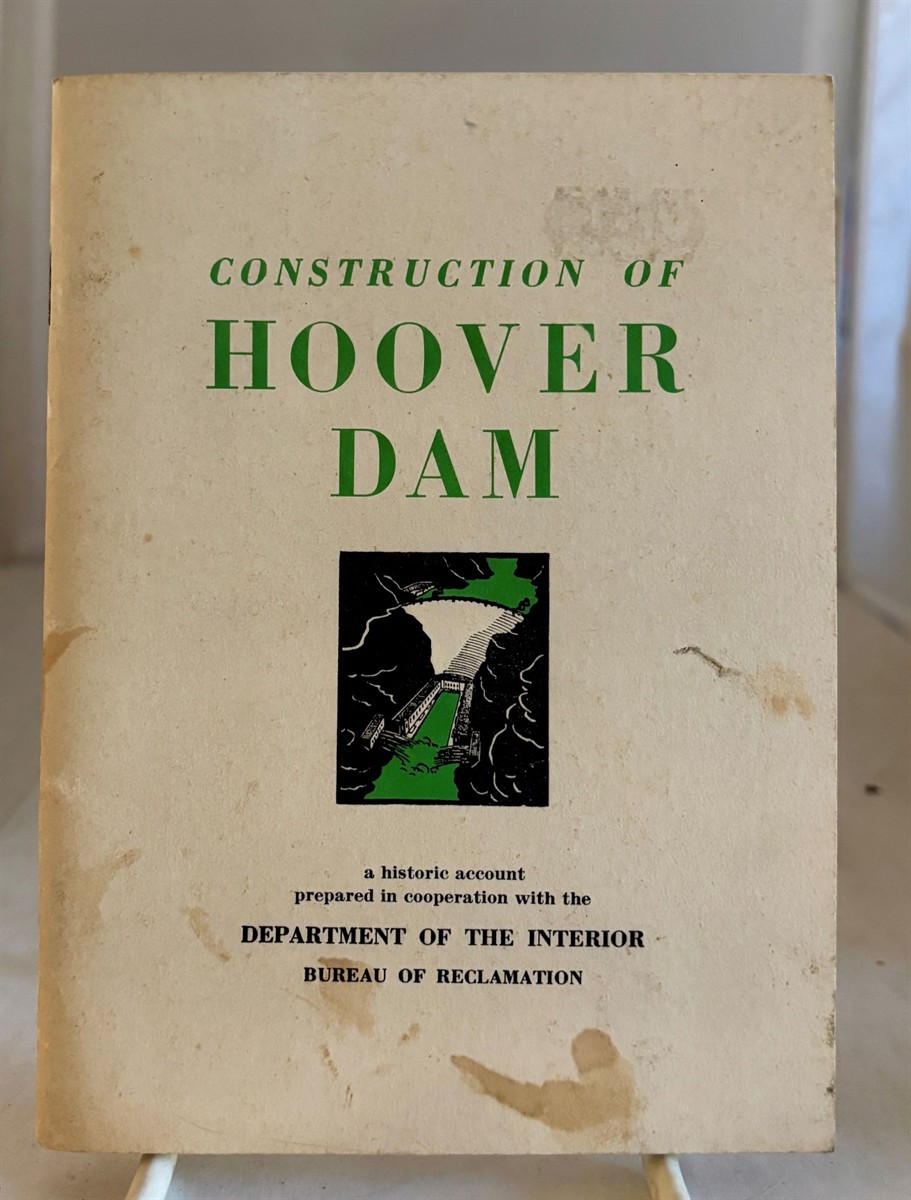 CONSTRUCTION OF
HOOVER
DAM
a historic account
prepared in cooperation with the
DEPARTMENT OF THE INTERIOR
BUREAU OF RECLAMATION